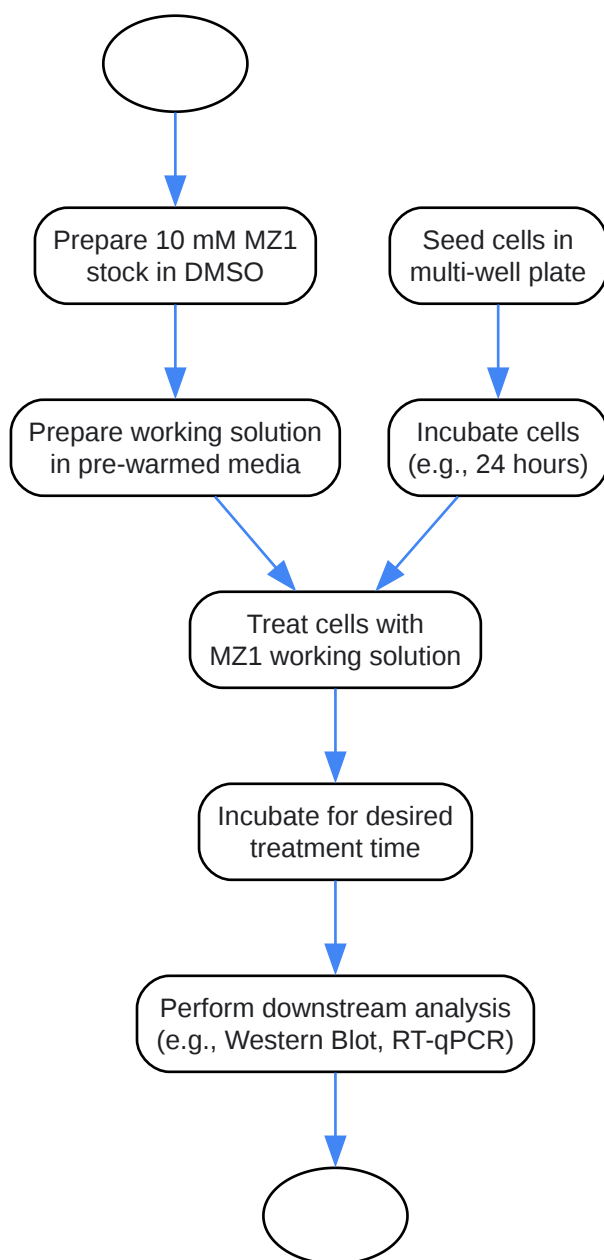 Prepare 10 mM MZ1
stock in DMSO
Seed cells in
multi-well plate
Prepare working solution
in pre-warmed media
Incubate cells
(e.g., 24 hours)
Treat cells with
MZ1 working solution
Incubate for desired
treatment time
Perform downstream analysis
(e.g., Western Blot, RT-qPCR)